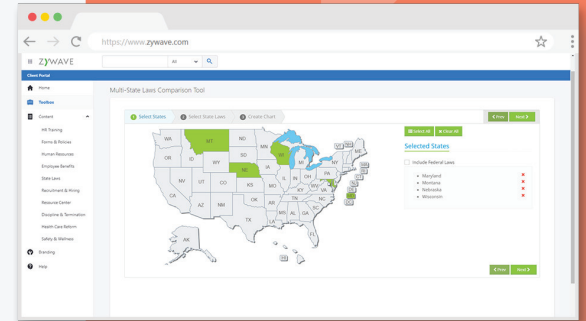 https://www.zywave.com
ZYWAVE
All
Client Portal
Home
Multi-State Laws Comparison Tool
Toolbox
Content
HR Training
Forms & Policies
Human Resources
Employee Benefits
State Laws
Recruitment & Hiring
Resource Center
Discipline & Termination
Health Care Reform
Safety & Wellness
Branding
Help
1 Select States
2 Select State Laws
3 Create Chart
Prev
Next
Select All
Clear All
Selected States
Include Federal Laws
Maryland
Montana
Nebraska
Wisconsin
WA
MT
ND
MN
WI
MI
NY
OR
ID
WY
SD
IA
NE
IL
IN
OH
PA
NV
UT
CO
KS
MO
KY
WV
VA
CA
AZ
NM
OK
AR
TN
NC
SC
MS
AL
GA
TX
LA
FL
AK
HI
Prev
Next